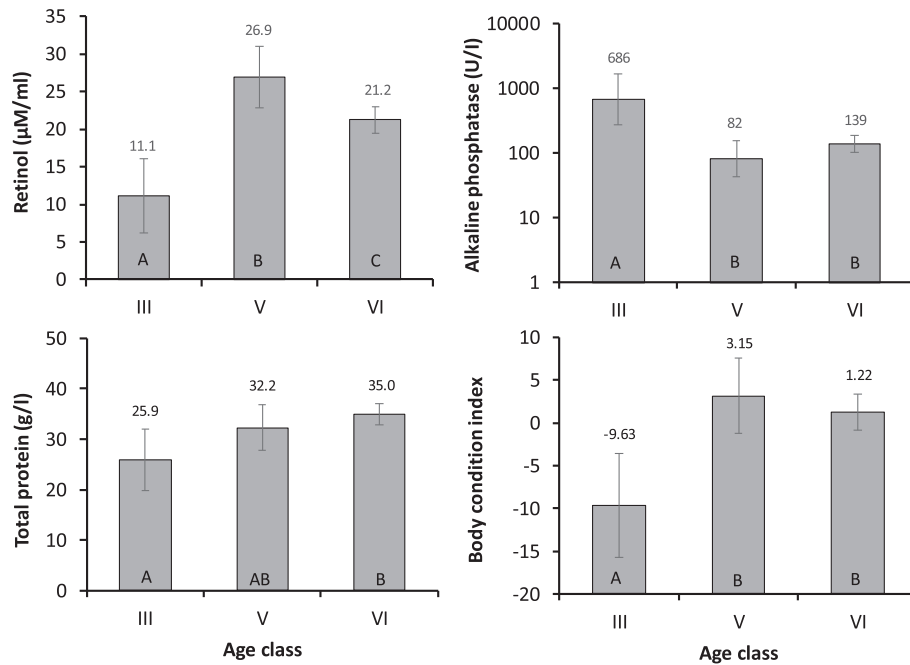 Retinol (µM/ml)
35
30
25
20
15
10
5
0
11.1
26.9
21.2
A
B
C
III
V
VI
Alkaline phosphatase (U/l)
10000
1000
100
10
1
686
82
139
A
B
B
III
V
VI
Total protein (g/l)
50
40
30
20
10
0
25.9
32.2
35.0
A
AB
B
III
V
VI
Age class
Body condition index
10
5
0
-5
-10
-15
-20
-9.63
3.15
1.22
A
B
B
III
V
VI
Age class